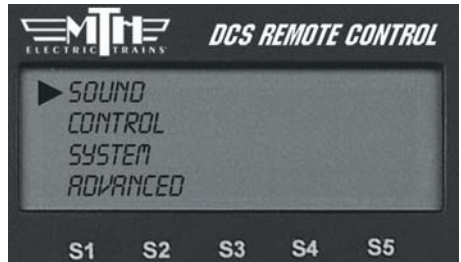 MTH
ELECTRIC TRAINS®
DCS REMOTE CONTROL
SOUND
CONTROL
SYSTEM
ADVANCED
S1 S2 S3 S4 S5